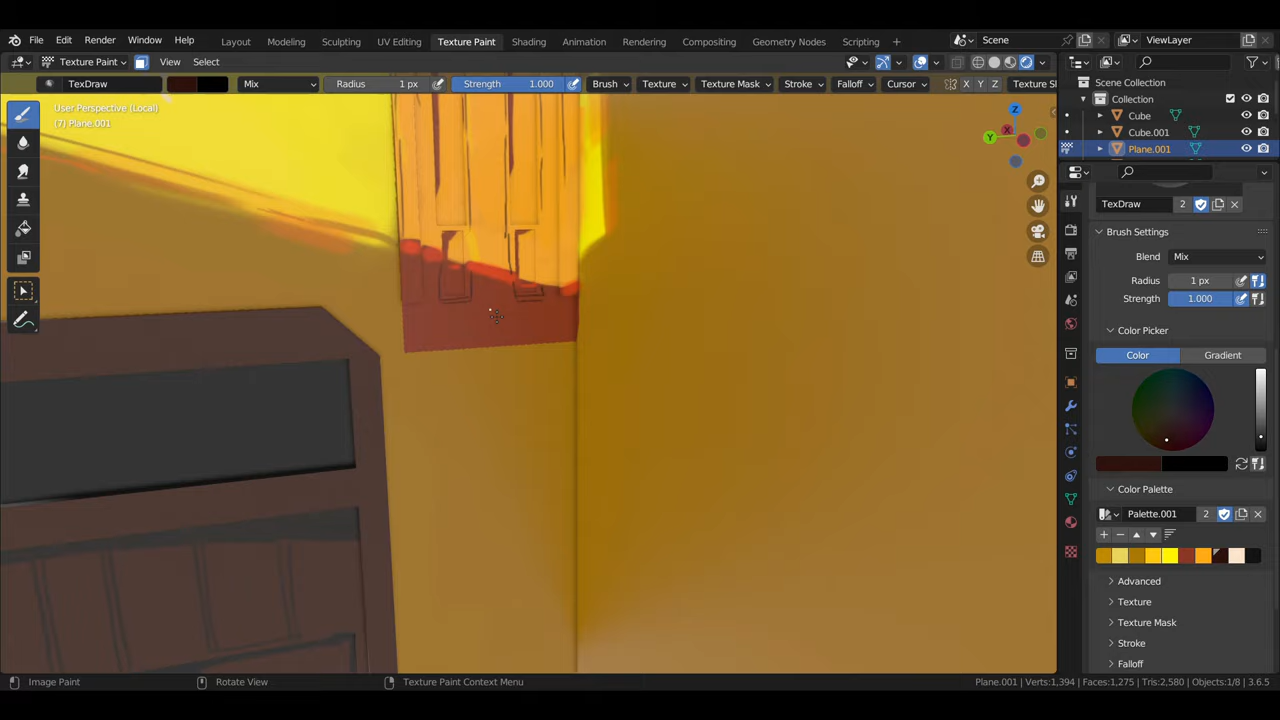 File Edit Render Window Help Layout Modeling Sculpting UV Editing Texture Paint Shading Animation Rendering Compositing Geometry Nodes Scripting + Scene ViewLayer
Texture Paint View Select
TexDraw Mix Radius 1 px Strength 1.000 Brush Texture Texture Mask Stroke Falloff Cursor X Y Z Texture Sl
User Perspective (Local)
(7) Plane.001
Z
X
Y
Scene Collection
Collection
Cube
Cube.001
Plane.001
TexDraw 2
Brush Settings
Blend Mix
Radius 1 px
Strength 1.000
Color Picker
Color Gradient
Color Palette
Palette.001 2
Advanced
Texture
Texture Mask
Stroke
Falloff
Image Paint Rotate View Texture Paint Context Menu Plane.001 | Verts:1,394 | Faces:1,275 | Tris:2,580 | Objects:1/8 | 3.6.5